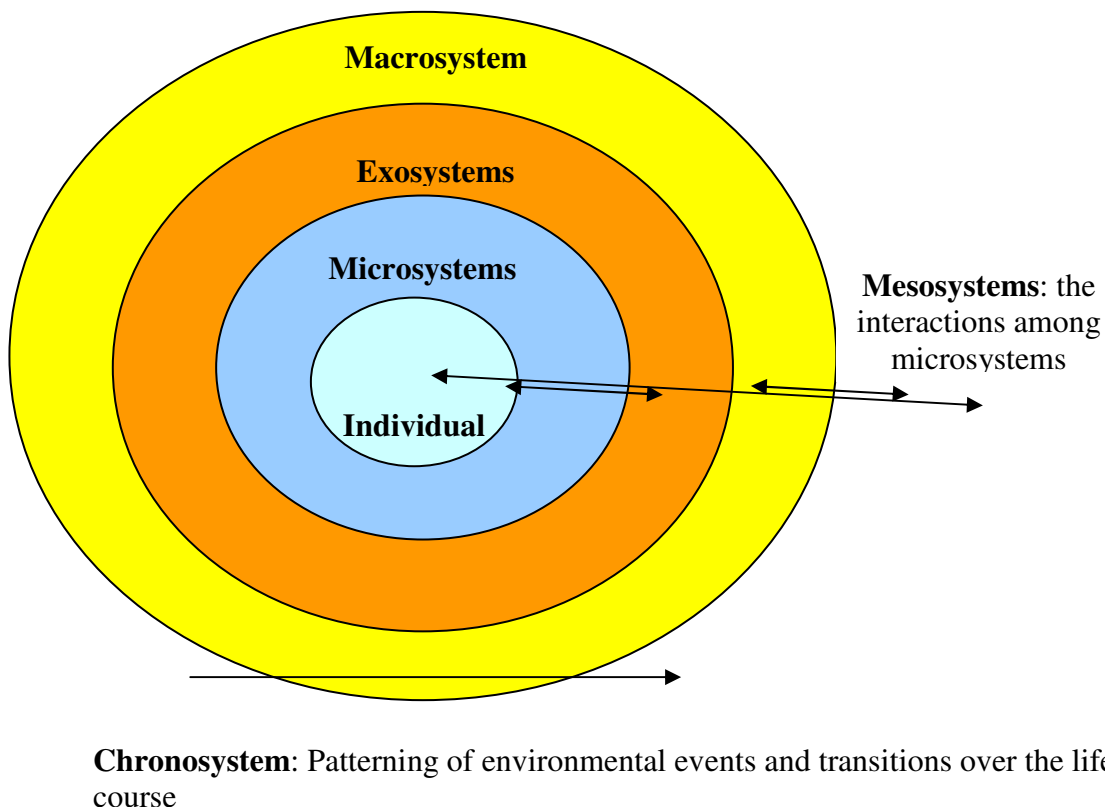 Macrosystem
Exosystems
Microsystems
Individual
Mesosystems: the
interactions among
microsystems
Chronosystem: Patterning of environmental events and transitions over the life
course